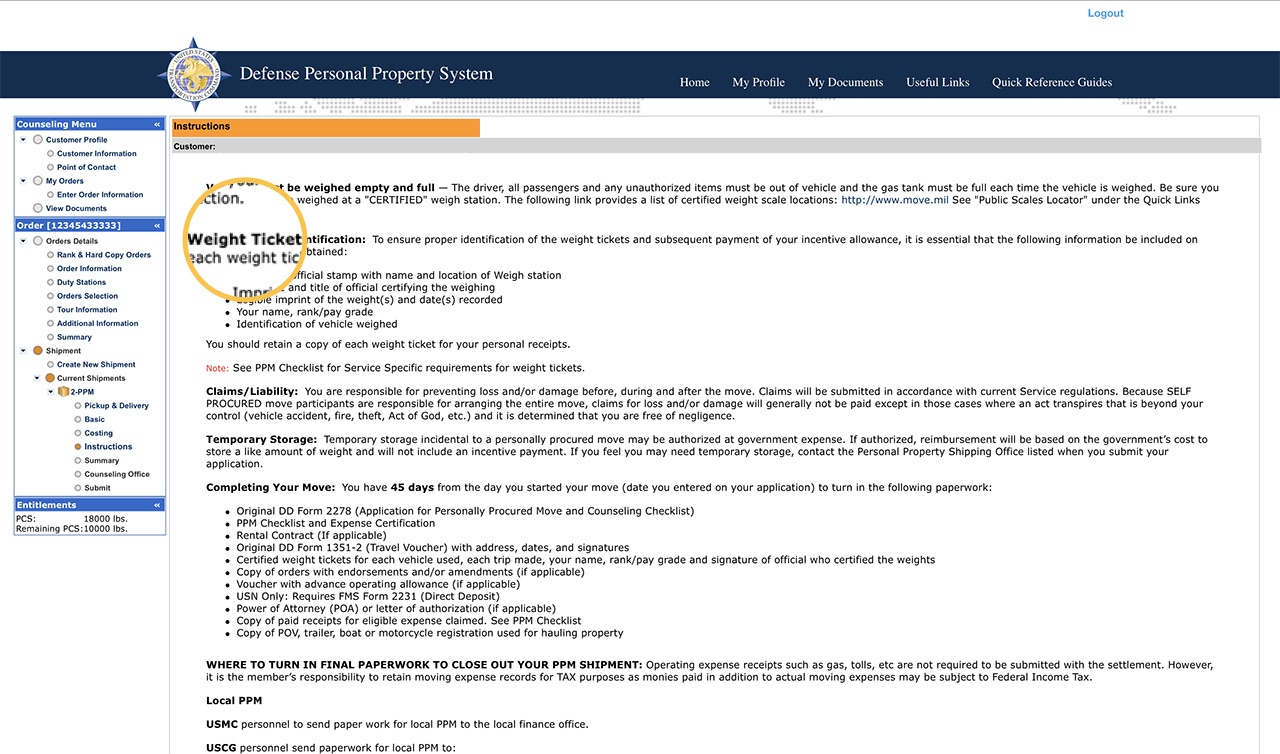 Logout
Defense Personal Property System
Home My Profile My Documents Useful Links Quick Reference Guides
Counseling Menu «
Customer Profile
Customer Information
Point of Contact
My Orders
Enter Order Information
View Documents
Order [12345433333] «
Orders Details
Rank & Hard Copy Orders
Order Information
Duty Stations
Orders Selection
Tour Information
Additional Information
Summary
Shipment
Create New Shipment
Current Shipments
2-PPM
Pickup & Delivery
Basic
Costing
Instructions
Summary
Counseling Office
Submit
Entitlements «
PCS: 18000 lbs.
Remaining PCS:10000 lbs.
Instructions
Customer:
t be weighed empty and full — The driver, all passengers and any unauthorized items must be out of vehicle and the gas tank must be full each time the vehicle is weighed. Be sure you
ction. weighed at a "CERTIFIED" weigh station. The following link provides a list of certified weight scale locations: http://www.move.mil See "Public Scales Locator" under the Quick Links
Weight Ticket ntification: To ensure proper identification of the weight tickets and subsequent payment of your incentive allowance, it is essential that the following information be included on
each weight tic btained:
fficial stamp with name and location of Weigh station
and title of official certifying the weighing
imprint of the weight(s) and date(s) recorded
• Your name, rank/pay grade
• Identification of vehicle weighed
You should retain a copy of each weight ticket for your personal receipts.
Note: See PPM Checklist for Service Specific requirements for weight tickets.
Claims/Liability: You are responsible for preventing loss and/or damage before, during and after the move. Claims will be submitted in accordance with current Service regulations. Because SELF
PROCURED move participants are responsible for arranging the entire move, claims for loss and/or damage will generally not be paid except in those cases where an act transpires that is beyond your
control (vehicle accident, fire, theft, Act of God, etc.) and it is determined that you are free of negligence.
Temporary Storage: Temporary storage incidental to a personally procured move may be authorized at government expense. If authorized, reimbursement will be based on the government's cost to
store a like amount of weight and will not include an incentive payment. If you feel you may need temporary storage, contact the Personal Property Shipping Office listed when you submit your
application.
Completing Your Move: You have 45 days from the day you started your move (date you entered on your application) to turn in the following paperwork:
• Original DD Form 2278 (Application for Personally Procured Move and Counseling Checklist)
• PPM Checklist and Expense Certification
• Rental Contract (If applicable)
• Original DD Form 1351-2 (Travel Voucher) with address, dates, and signatures
• Certified weight tickets for each vehicle used, each trip made, your name, rank/pay grade and signature of official who certified the weights
• Copy of orders with endorsements and/or amendments (if applicable)
• Voucher with advance operating allowance (if applicable)
• USN Only: Requires FMS Form 2231 (Direct Deposit)
• Power of Attorney (POA) or letter of authorization (if applicable)
• Copy of paid receipts for eligible expense claimed. See PPM Checklist
• Copy of POV, trailer, boat or motorcycle registration used for hauling property
WHERE TO TURN IN FINAL PAPERWORK TO CLOSE OUT YOUR PPM SHIPMENT: Operating expense receipts such as gas, tolls, etc are not required to be submitted with the settlement. However,
it is the member's responsibility to retain moving expense records for TAX purposes as monies paid in addition to actual moving expenses may be subject to Federal Income Tax.
Local PPM
USMC personnel to send paper work for local PPM to the local finance office.
USCG personnel send paperwork for local PPM to: